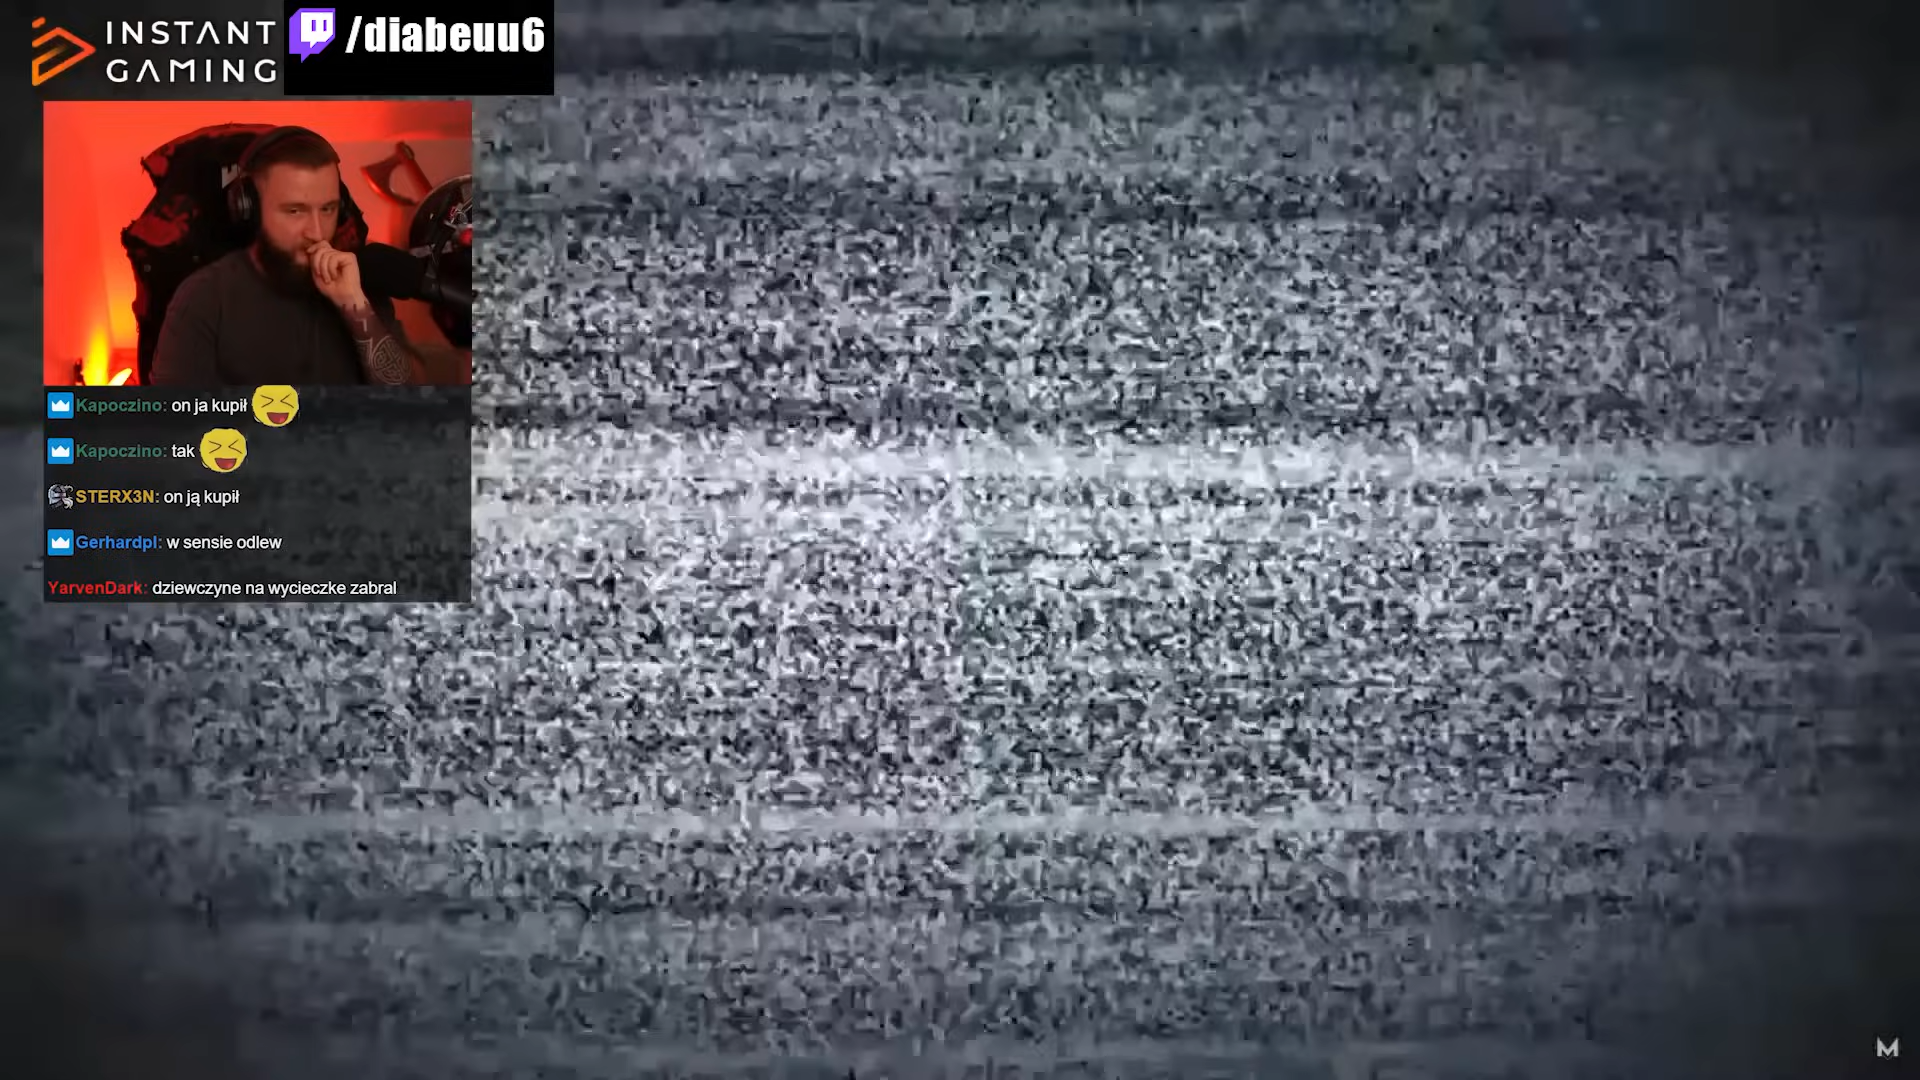 INSTANT
GAMING
/diabeuu6
Kapoczino: on ja kupił
Kapoczino: tak
STERX3N: on ją kupił
Gerhardpl: w sensie odlew
YarvenDark: dziewczyne na wycieczke zabral
M